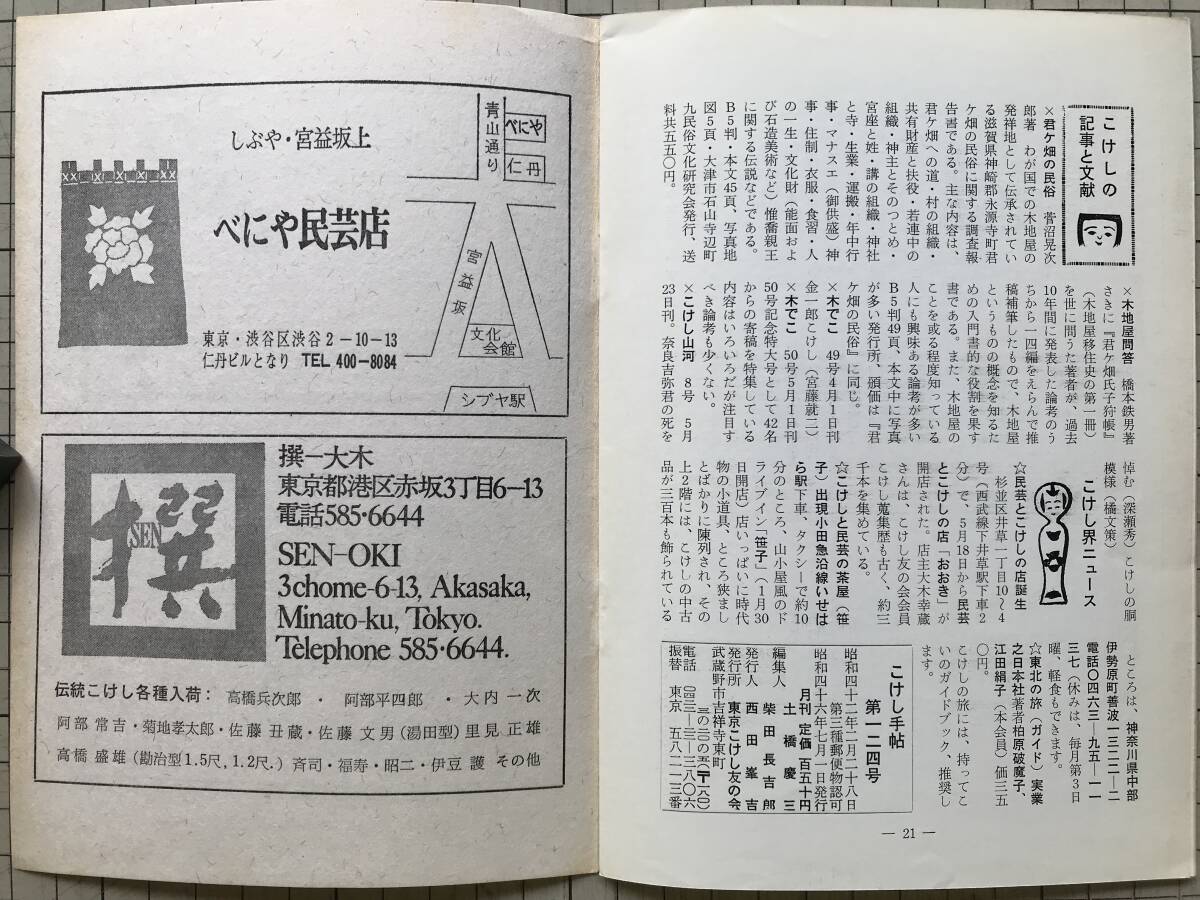 こけしの
記事と文献
×君ケ畑の民俗　菅沼晃次
郎著　わが国での木地屋の
発祥地として伝承されてい
る滋賀県神崎郡永源寺町君
ケ畑の民俗に関する調査報
告書である。主な内容は、
君ケ畑への道・村の組織・
共有財産と扶役・若連中の
組織・神主とそのつとめ・
宮座と姓・講の組織・神社
と寺・生業・運搬・年中行
事・マナスエ（御供盛）神
事・住制・衣服・食習・人
の一生・文化財（能面およ
び石造美術など）惟喬親王
に関する伝説などである。
B5判・本文45頁、写真地
図5頁・大津市石山寺辺町
九民俗文化研究会発行、送
料共五五〇円。
×木地屋問答　橋本鉄男著
さきに『君ケ畑氏子狩帳』
（木地屋移住史の第一冊）
を世に問うた著者が、過去
10年間に発表した論考のう
ちから一四編をえらんで推
稿補筆したもので、木地屋
というものの概念を知るた
めの入門書的な役割を果す
書である。また、木地屋の
ことを或る程度知っている
人にも興味ある論考が多い
B5判49頁、本文中に写真
が多い発行所、頒価は『君
ケ畑の民俗』に同じ。
×木でこ　49号4月1日刊
金一郎こけし（宮藤就二）
×木でこ　50号5月1日刊
50号記念特大号として42名
からの寄稿を特集している
内容はいろいろだが注目す
べき論考も少くない。
×こけし山河　8号　5月
23日刊。奈良吉弥君の死を
悼む（深瀬秀）こけしの胴
模様（橘文策）
こけし界ニュース
☆民芸とこけしの店誕生
杉並区井草一丁目10～4
号（西武線下井草駅下車2
分）で、5月18日から民芸
とこけしの店「おおき」が
開店された。店主大木幸蔵
さんは、こけし友の会会員
こけし蒐集歴も古く、約三
千本を集めている。
☆こけしと民芸の茶屋（笹
子）出現小田急沿線いせは
ら駅下車、タクシーで約10
分のところ、山小屋風のド
ライブイン「笹子」（1月30
日開店）店いっぱいに時代
物の小道具、ところ狭まし
とばかりに陳列され、その
上2階には、こけしの中古
品が三百本も飾られている
ところは、神奈川県中部
伊勢原町善波一三二一二
電話〇四六三―九五―一一
三七（休みは、毎月第3日
曜、軽食もできます。
☆東北の旅（ガイド）実業
之日本社著者柏原破魔子、
江田絹子（本会員）価三五
〇円。
こけしの旅には、持ってこ
いのガイドブック、推奨し
ます。
こけし手帖
第一二四号
昭和四十二年二月二十八日
第三種郵便物認可
昭和四十六年七月一日発行
月刊　定価　百五十円
編集人　土橋慶三
柴田長吉郎
発行人　西田峯吉
発行所　東京こけし友の会
武蔵野市吉祥寺東町
電話
振替　東京　五八二一三番
— 21 —
しぶや・宮益坂上
べにや民芸店
東京・渋谷区渋谷2－10－13
仁丹ビルとなり　TEL 400－8084
青山通り
べにや
仁丹
宮益坂
文化
会館
シブヤ駅
撰
SEN
撰一大木
東京都港区赤坂3丁目6－13
電話585・6644
SEN-OKI
3chome-6-13, Akasaka,
Minato-ku, Tokyo.
Telephone 585・6644.
伝統こけし各種入荷：　高橋兵次郎　・　阿部平四郎　・　大内　一次
阿部 常吉・菊地孝太郎・佐藤 丑蔵・佐藤 文男（湯田型）里見 正雄
高橋 盛雄（勘治型1.5尺, 1.2尺.）　斉司・福寿・昭二・伊豆 護　その他